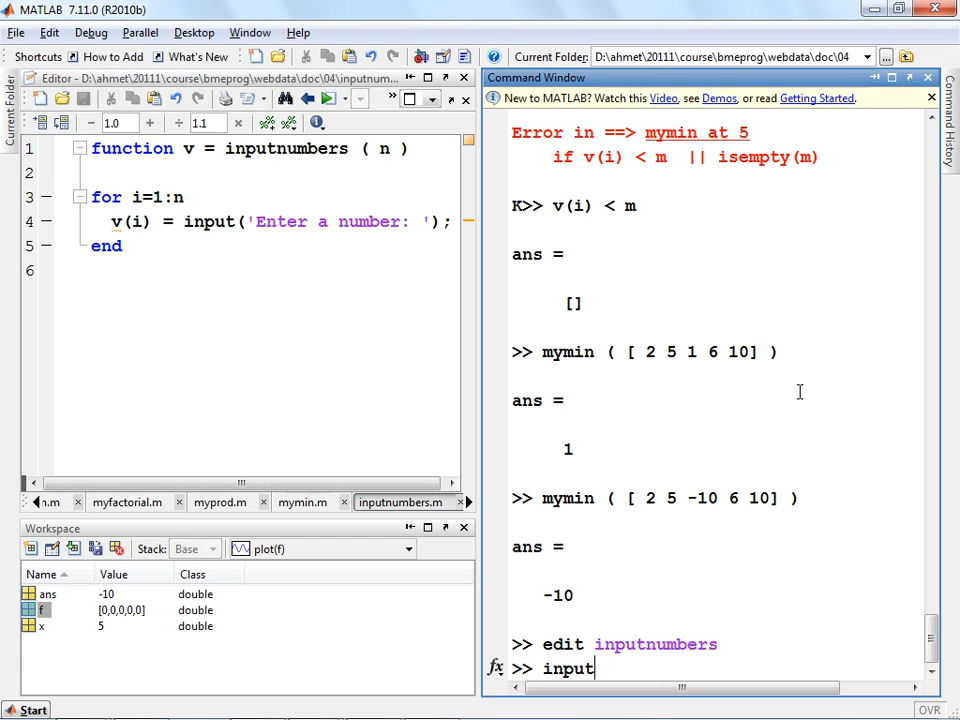 MATLAB 7.11.0 (R2010b)
File Edit Debug Parallel Desktop Window Help
Shortcuts How to Add What's New
Current Folder: D:\ahmet\20111\course\bmeprog\webdata\doc\04
Current Folder
Editor - D:\ahmet\20111\course\bmeprog\webdata\doc\04\inputnum...
1.0 1.1
1 function v = inputnumbers ( n )
2
3 for i=1:n
4 v(i) = input('Enter a number: ');
5 end
6
n.m myfactorial.m myprod.m mymin.m inputnumbers.m
Workspace
Stack: Base plot(f)
Name Value Class
ans -10 double
f [0,0,0,0,0] double
x 5 double
Command Window
New to MATLAB? Watch this Video, see Demos, or read Getting Started.
Error in ==> mymin at 5
if v(i) < m || isempty(m)
K>> v(i) < m
ans =
[]
>> mymin ( [ 2 5 1 6 10] )
ans =
1
>> mymin ( [ 2 5 -10 6 10] )
ans =
-10
>> edit inputnumbers
fx >> input
Command History
Start
OVR